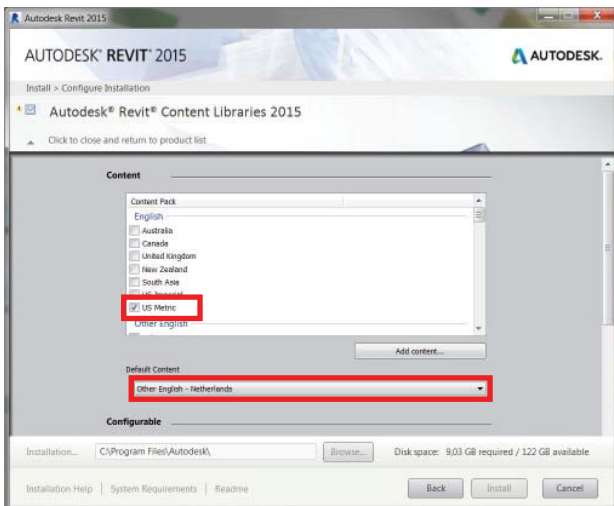 Autodesk Revit 2015
AUTODESK® REVIT® 2015
AUTODESK.
Install > Configure Installation
Autodesk® Revit® Content Libraries 2015
Click to close and return to product list
Content
Content Pack
English
Australia
Canada
United Kingdom
New Zealand
South Asia
US Imperial
US Metric
Other English
Add content...
Default Content
Other English - Netherlands
Configurable
Installation... C:\Program Files\Autodesk\ Browse... Disk space: 9,03 GB required / 122 GB available
Installation Help | System Requirements | Readme Back Install Cancel